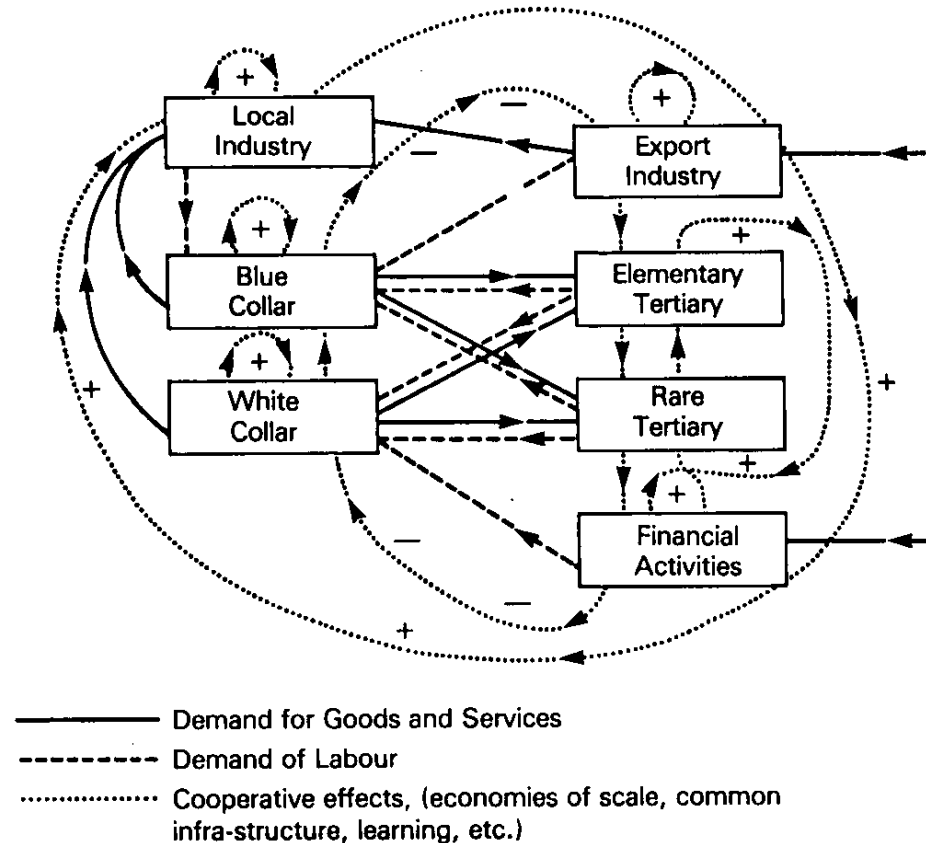 Local
Industry
Export
Industry
Blue
Collar
Elementary
Tertiary
White
Collar
Rare
Tertiary
Financial
Activities
+
+
+
+
+
+
+
+
+
−
−
−
−
Demand for Goods and Services
Demand of Labour
Cooperative effects, (economies of scale, common
infra-structure, learning, etc.)